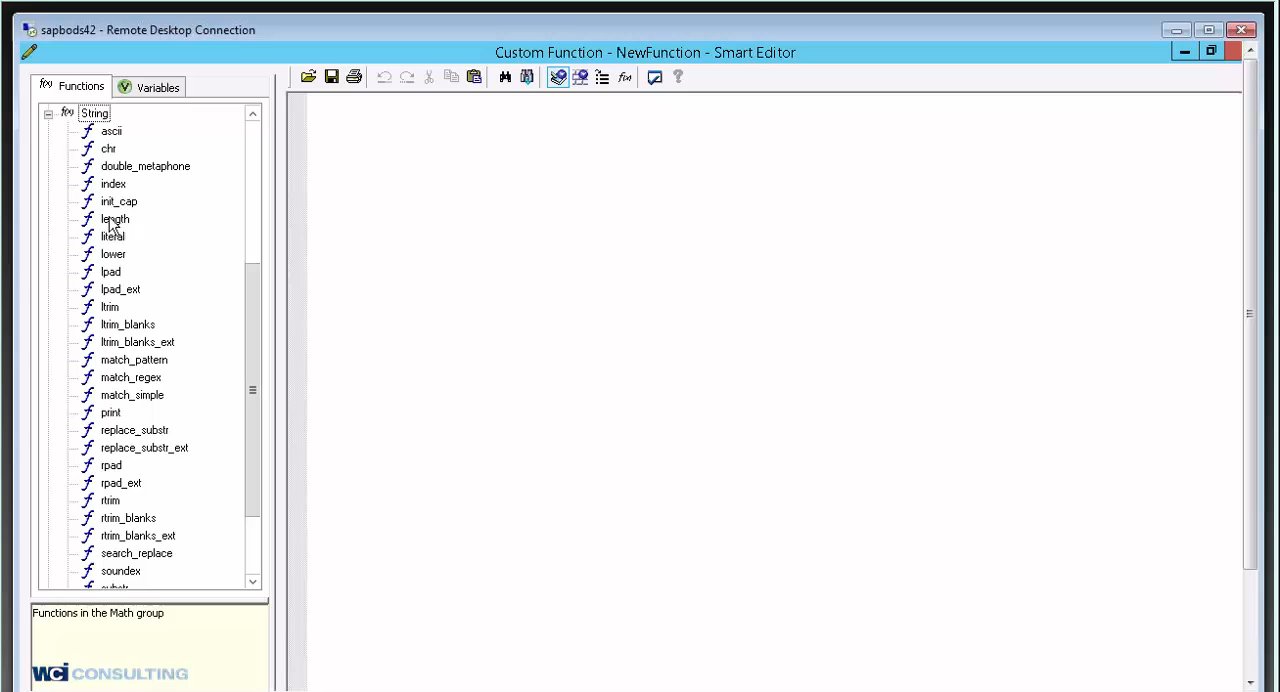 sapbods42 - Remote Desktop Connection
Custom Function - NewFunction - Smart Editor
f(x) Functions
V Variables
f(x) String
ascii
chr
double_metaphone
index
init_cap
length
literal
lower
lpad
lpad_ext
ltrim
ltrim_blanks
ltrim_blanks_ext
match_pattern
match_regex
match_simple
print
replace_substr
replace_substr_ext
rpad
rpad_ext
rtrim
rtrim_blanks
rtrim_blanks_ext
search_replace
soundex
substr
Functions in the Math group
WCI CONSULTING